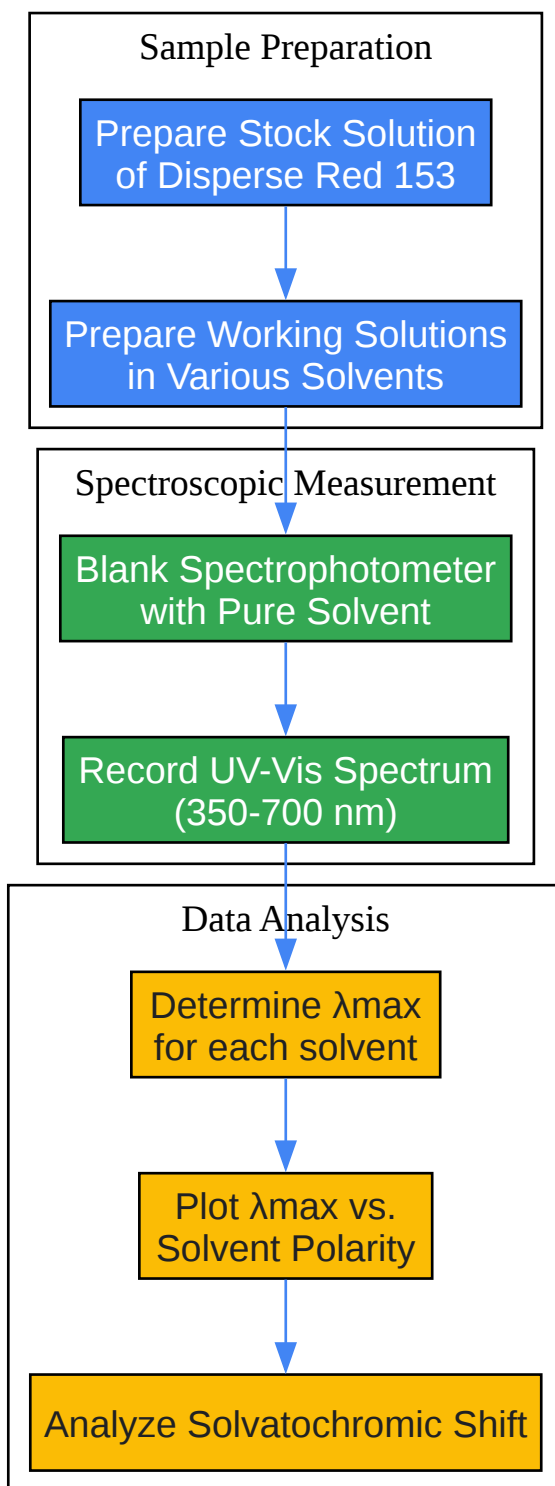 Sample Preparation
Prepare Stock Solution
of Disperse Red 153
Prepare Working Solutions
in Various Solvents
Spectroscopic Measurement
Blank Spectrophotometer
with Pure Solvent
Record UV-Vis Spectrum
(350-700 nm)
Data Analysis
Determine λmax
for each solvent
Plot λmax vs.
Solvent Polarity
Analyze Solvatochromic Shift